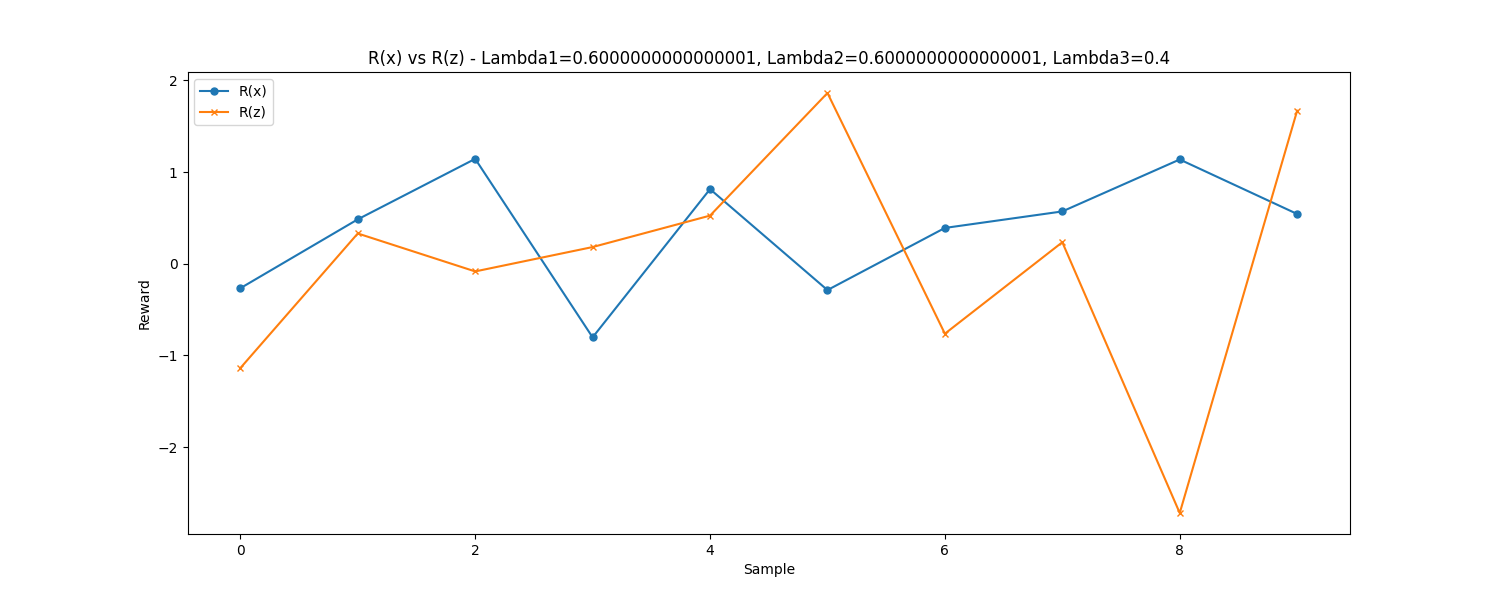 R(x) vs R(z) - Lambda1=0.6000000000000001, Lambda2=0.6000000000000001, Lambda3=0.4
R(x)
R(z)
2
1
0
−1
−2
Reward
0
2
4
6
8
Sample